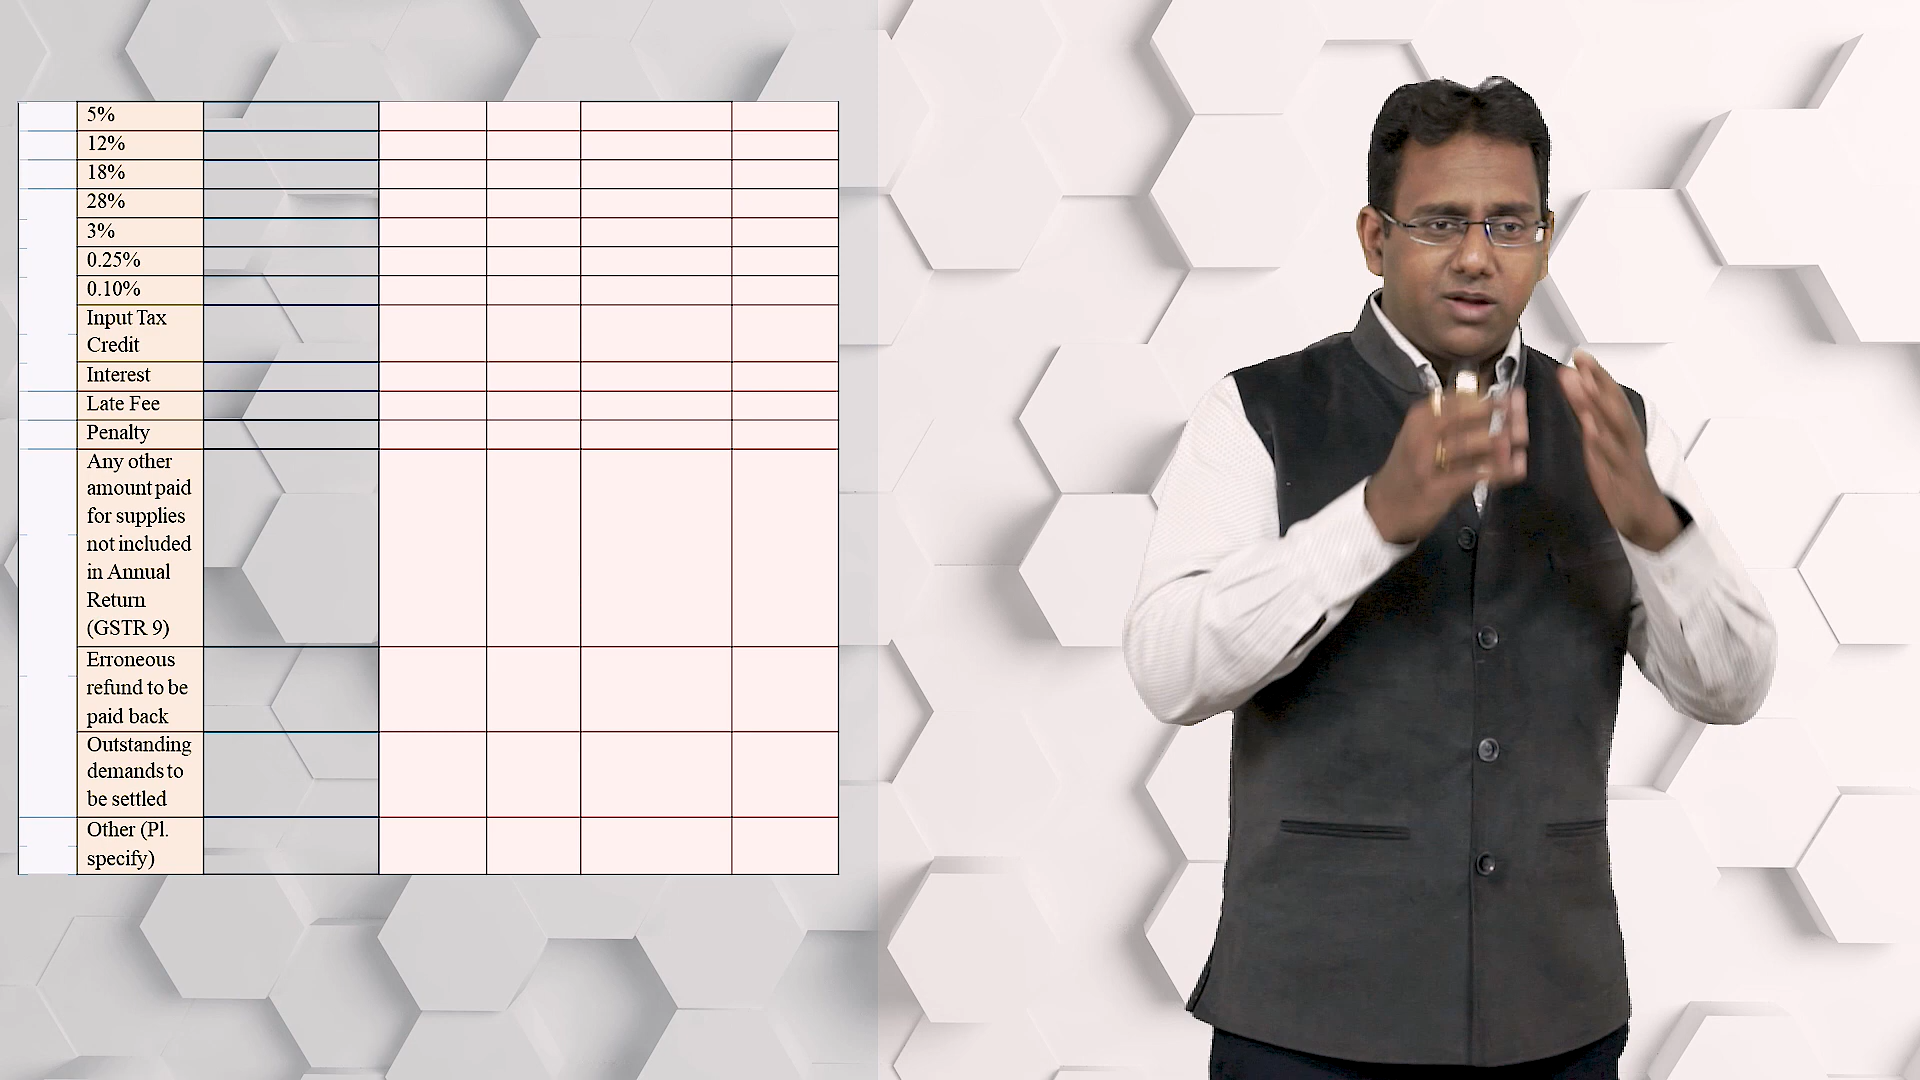 5%
12%
18%
28%
3%
0.25%
0.10%
Input Tax
Credit
Interest
Late Fee
Penalty
Any other
amount paid
for supplies
not included
in Annual
Return
(GSTR 9)
Erroneous
refund to be
paid back
Outstanding
demands to
be settled
Other (Pl.
specify)